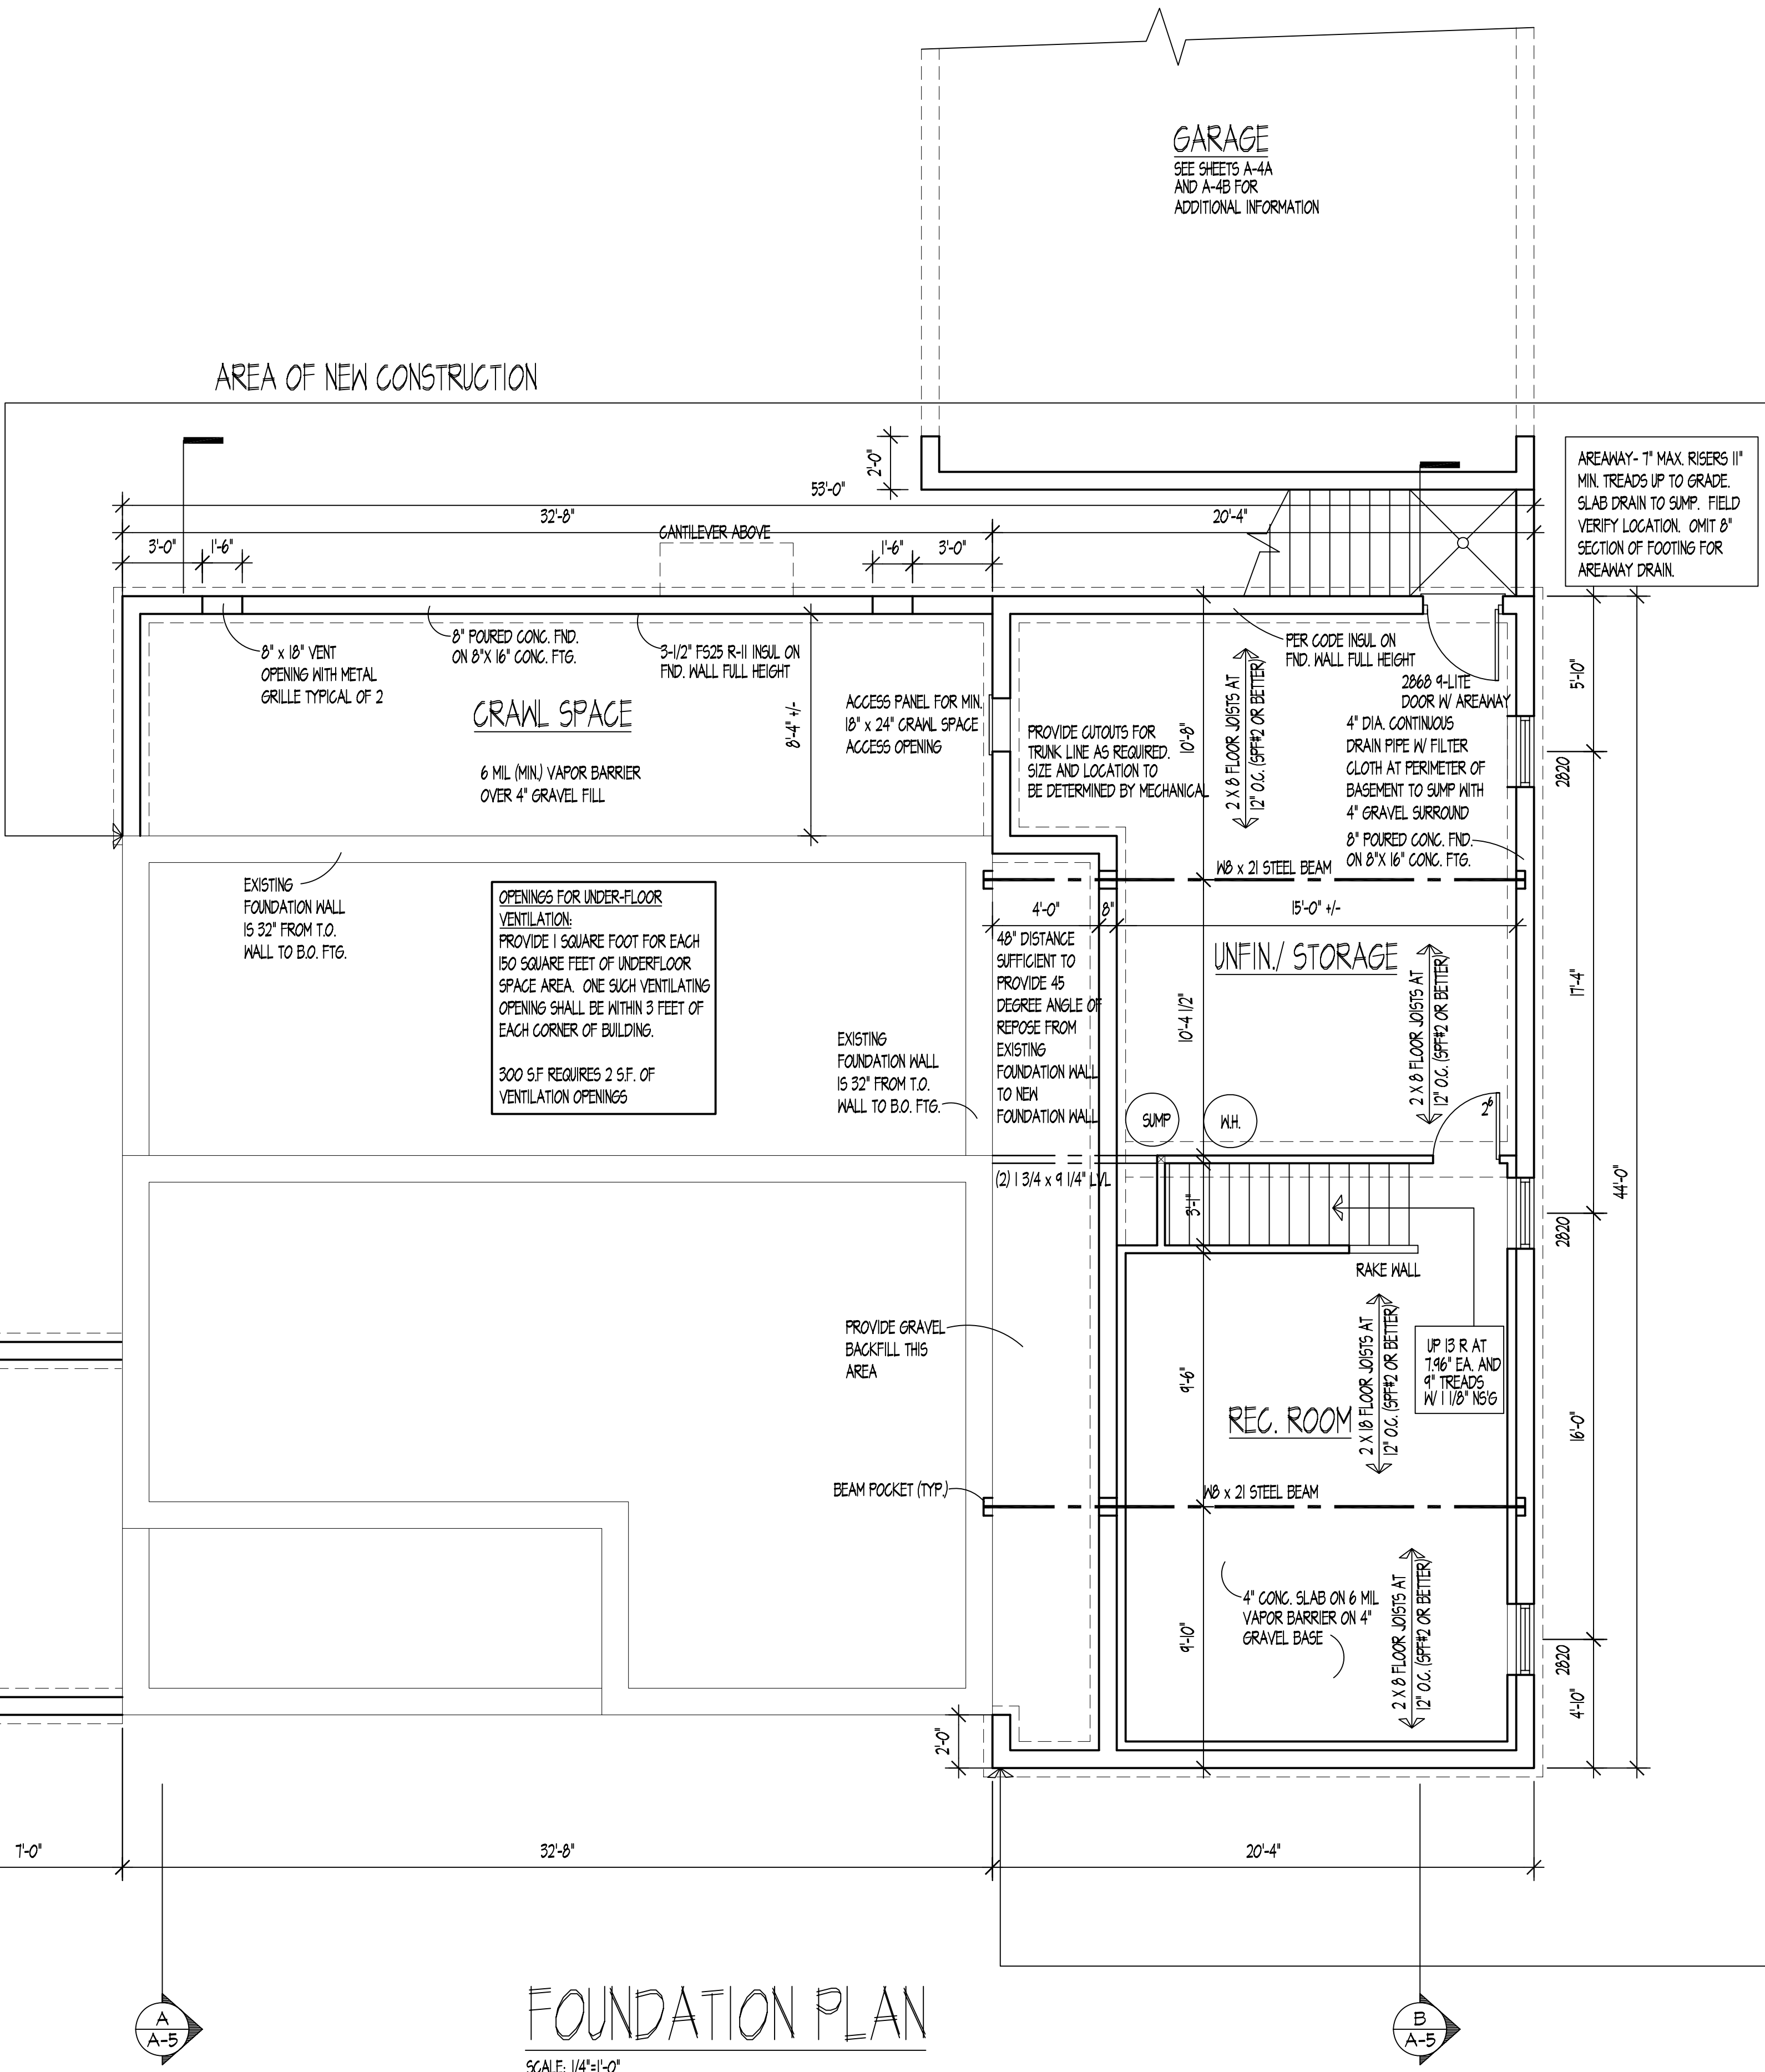 GARAGE
SEE SHEETS A-4A
AND A-4B FOR
ADDITIONAL INFORMATION
AREA OF NEW CONSTRUCTION
2'-0"
53'-0"
32'-8"
20'-4"
CANTILEVER ABOVE
3'-0"
1'-6"
1'-6"
3'-0"
AREAWAY- 7" MAX. RISERS 11"
MIN. TREADS UP TO GRADE.
SLAB DRAIN TO SUMP. FIELD
VERIFY LOCATION. OMIT 8"
SECTION OF FOOTING FOR
AREAWAY DRAIN.
8" x 18" VENT
OPENING WITH METAL
GRILLE TYPICAL OF 2
8" POURED CONC. FND.
ON 8"X 16" CONC. FTG.
3-1/2" FS25 R-11 INSUL ON
FND. WALL FULL HEIGHT
CRAWL SPACE
6 MIL (MIN.) VAPOR BARRIER
OVER 4" GRAVEL FILL
8'-4" +/-
ACCESS PANEL FOR MIN.
18" x 24" CRAWL SPACE
ACCESS OPENING
PROVIDE CUTOUTS FOR
TRUNK LINE AS REQUIRED.
SIZE AND LOCATION TO
BE DETERMINED BY MECHANICAL
10'-8"
2 X 8 FLOOR JOISTS AT
12" O.C. (SPF#2 OR BETTER)
PER CODE INSUL ON
FND. WALL FULL HEIGHT
2868 9-LITE
DOOR W/ AREAWAY
4" DIA. CONTINUOUS
DRAIN PIPE W/ FILTER
CLOTH AT PERIMETER OF
BASEMENT TO SUMP WITH
4" GRAVEL SURROUND
8" POURED CONC. FND.
ON 8"X 16" CONC. FTG.
5'-10"
2820
W8 x 21 STEEL BEAM
4'-0"
8"
15'-0" +/-
EXISTING
FOUNDATION WALL
IS 32" FROM T.O.
WALL TO B.O. FTG.
OPENINGS FOR UNDER-FLOOR
VENTILATION:
PROVIDE 1 SQUARE FOOT FOR EACH
150 SQUARE FEET OF UNDERFLOOR
SPACE AREA. ONE SUCH VENTILATING
OPENING SHALL BE WITHIN 3 FEET OF
EACH CORNER OF BUILDING.
300 S.F REQUIRES 2 S.F. OF
VENTILATION OPENINGS
EXISTING
FOUNDATION WALL
IS 32" FROM T.O.
WALL TO B.O. FTG.
48" DISTANCE
SUFFICIENT TO
PROVIDE 45
DEGREE ANGLE OF
REPOSE FROM
EXISTING
FOUNDATION WALL
TO NEW
FOUNDATION WALL
UNFIN./ STORAGE
10'-4 1/2"
2 X 8 FLOOR JOISTS AT
12" O.C. (SPF#2 OR BETTER)
17'-4"
44'-0"
SUMP
W.H.
2⁶
(2) 1 3/4 x 9 1/4" LVL
3'-1"
2820
RAKE WALL
PROVIDE GRAVEL
BACKFILL THIS
AREA
9'-6"
2 X 8 FLOOR JOISTS AT
12" O.C. (SPF#2 OR BETTER)
UP 13 R AT
7.96" EA. AND
9" TREADS
W/ 1 1/8" NS'G
REC. ROOM
16'-0"
BEAM POCKET (TYP.)
W8 x 21 STEEL BEAM
4" CONC. SLAB ON 6 MIL
VAPOR BARRIER ON 4"
GRAVEL BASE
9'-10"
2 X 8 FLOOR JOISTS AT
12" O.C. (SPF#2 OR BETTER)
2820
4'-10"
2'-0"
7'-0"
32'-8"
20'-4"
A
A-5
FOUNDATION PLAN
SCALE: 1/4"=1'-0"
B
A-5